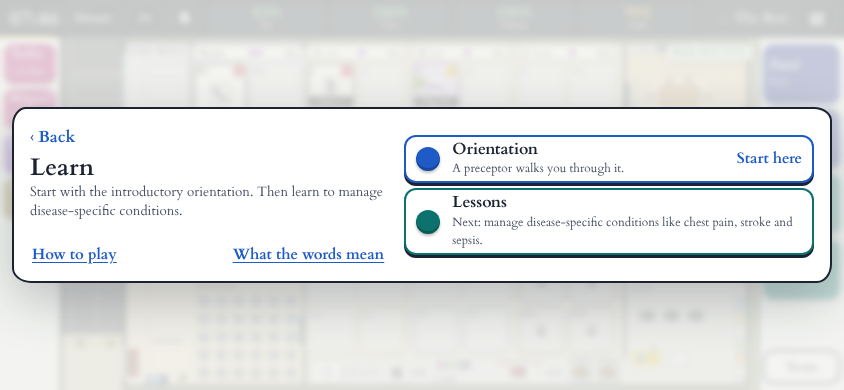 ‹ Back
Learn
Start with the introductory orientation. Then learn to manage
disease-specific conditions.
How to play
What the words mean
Orientation
A preceptor walks you through it.
Start here
Lessons
Next: manage disease-specific conditions like chest pain, stroke and
sepsis.